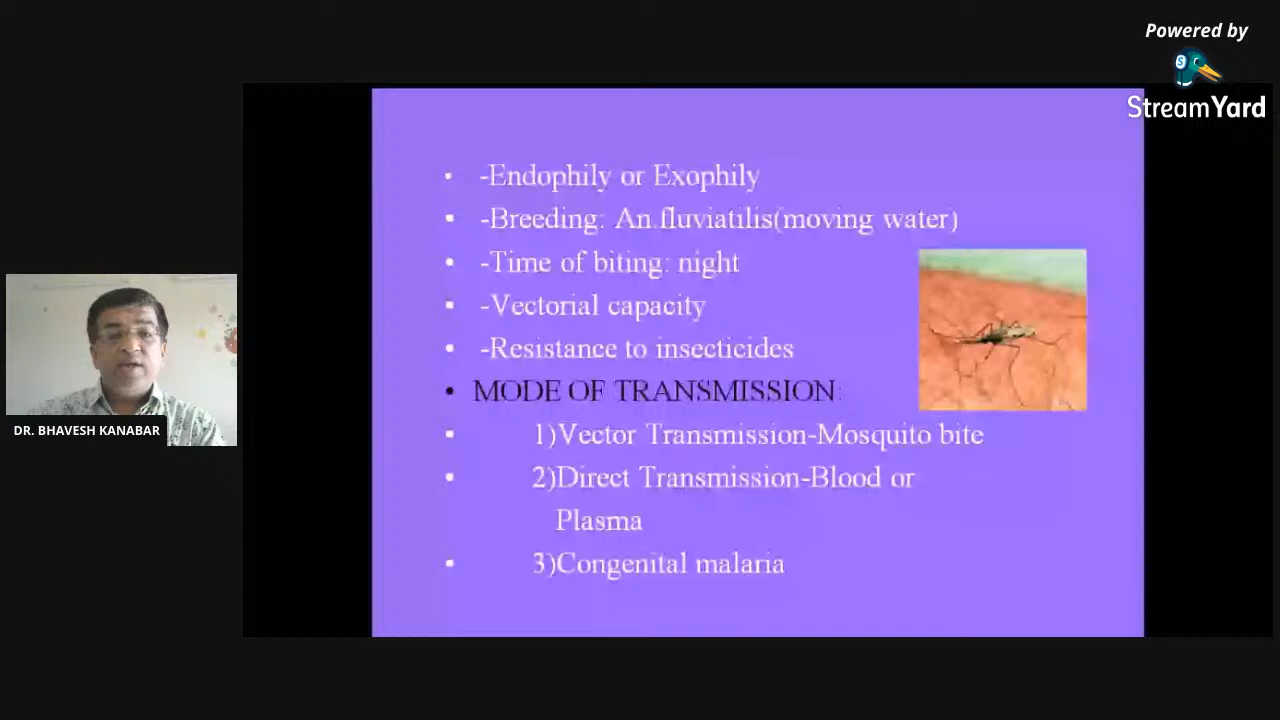 Powered by
StreamYard
• -Endophily or Exophily
• -Breeding: An.fluviatilis(moving water)
• -Time of biting: night
• -Vectorial capacity
• -Resistance to insecticides
• MODE OF TRANSMISSION:
• 1)Vector Transmission-Mosquito bite
• 2)Direct Transmission-Blood or
Plasma
• 3)Congenital malaria
DR. BHAVESH KANABAR